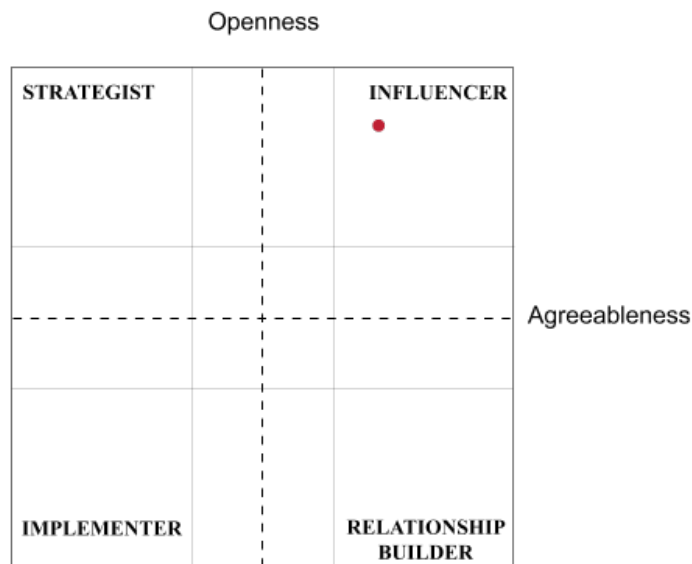 Openness
STRATEGIST
INFLUENCER
Agreeableness
IMPLEMENTER
RELATIONSHIP
BUILDER